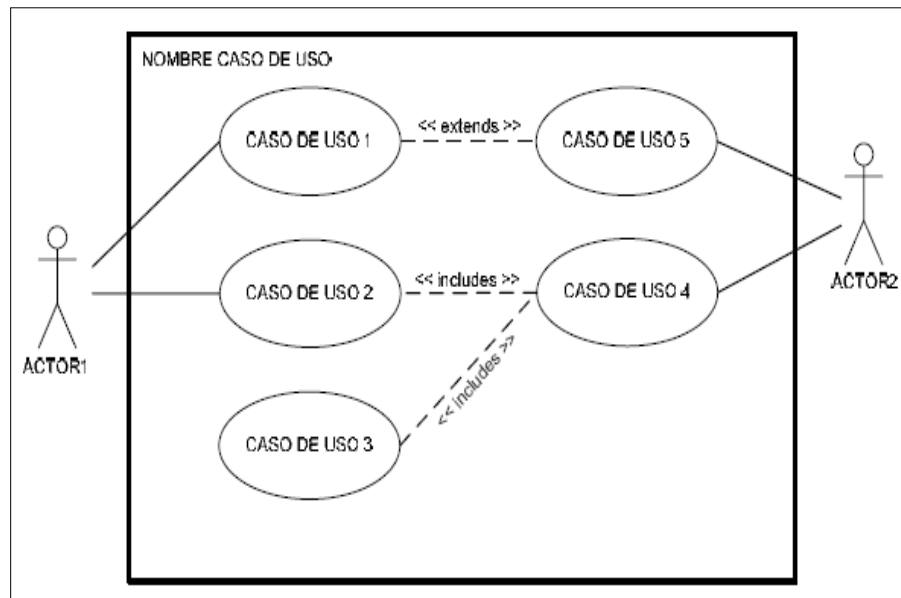 NOMBRE CASO DE USO
CASO DE USO 1
<< extends >>
CASO DE USO 5
CASO DE USO 2
<< includes >>
CASO DE USO 4
ACTOR1
ACTOR2
<< includes >>
CASO DE USO 3